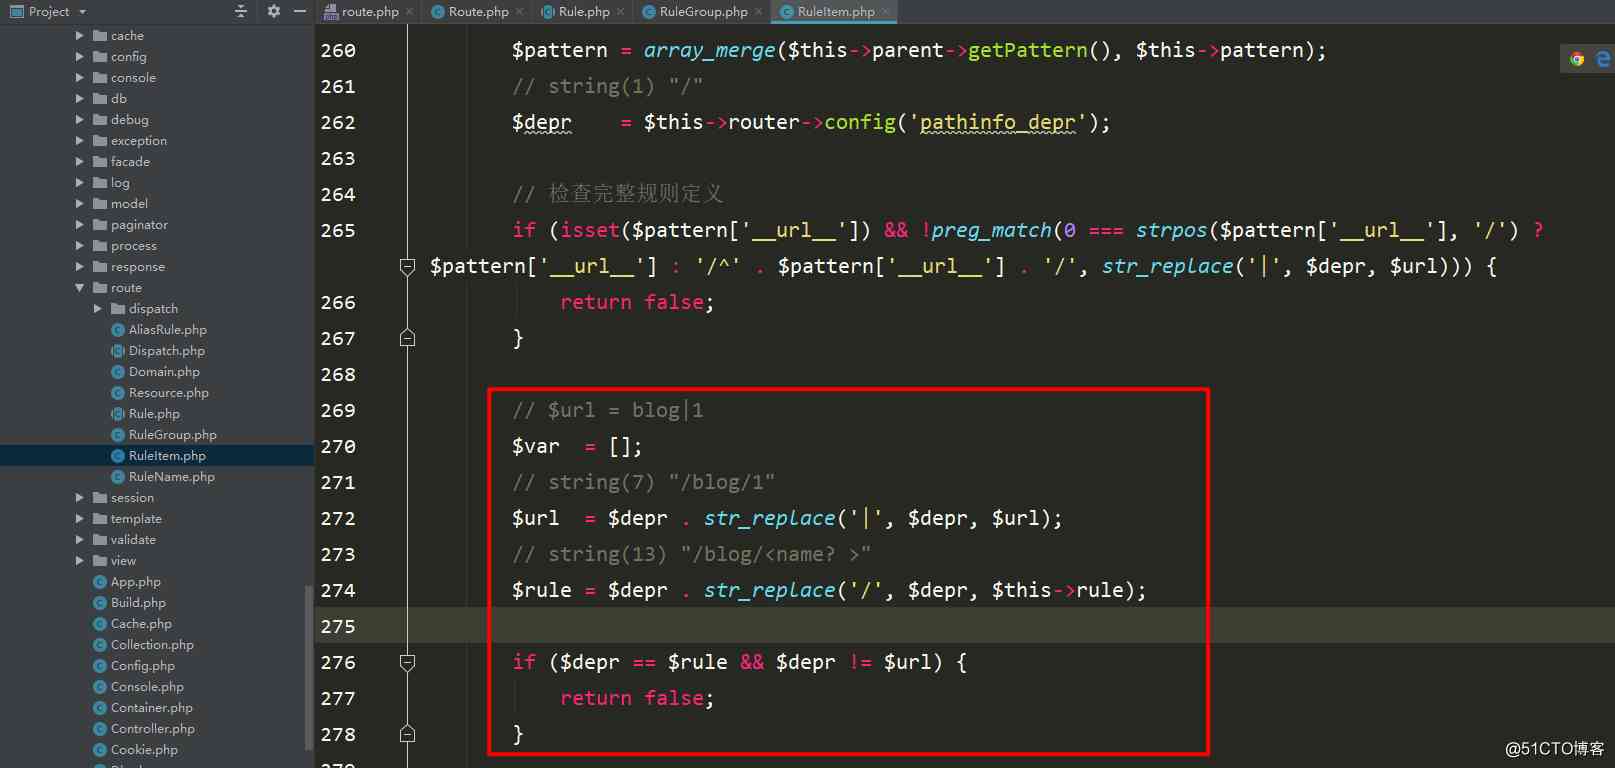 Project
route.php
Route.php
Rule.php
RuleGroup.php
RuleItem.php
cache
config
console
db
debug
exception
facade
log
model
paginator
process
response
route
dispatch
AliasRule.php
Dispatch.php
Domain.php
Resource.php
Rule.php
RuleGroup.php
RuleItem.php
RuleName.php
session
template
validate
view
App.php
Build.php
Cache.php
Collection.php
Config.php
Console.php
Container.php
Controller.php
Cookie.php
260 $pattern = array_merge($this->parent->getPattern(), $this->pattern);
261 // string(1) "/"
262 $depr    = $this->router->config('pathinfo_depr');
263
264 // 检查完整规则定义
265 if (isset($pattern['__url__']) && !preg_match(0 === strpos($pattern['__url__'], '/') ?
$pattern['__url__'] : '/^' . $pattern['__url__'] . '/', str_replace('|', $depr, $url))) {
266 return false;
267 }
268
269 // $url = blog|1
270 $var  = [];
271 // string(7) "/blog/1"
272 $url  = $depr . str_replace('|', $depr, $url);
273 // string(13) "/blog/<name? >"
274 $rule = $depr . str_replace('/', $depr, $this->rule);
275
276 if ($depr == $rule && $depr != $url) {
277 return false;
278 }
@51CTO博客